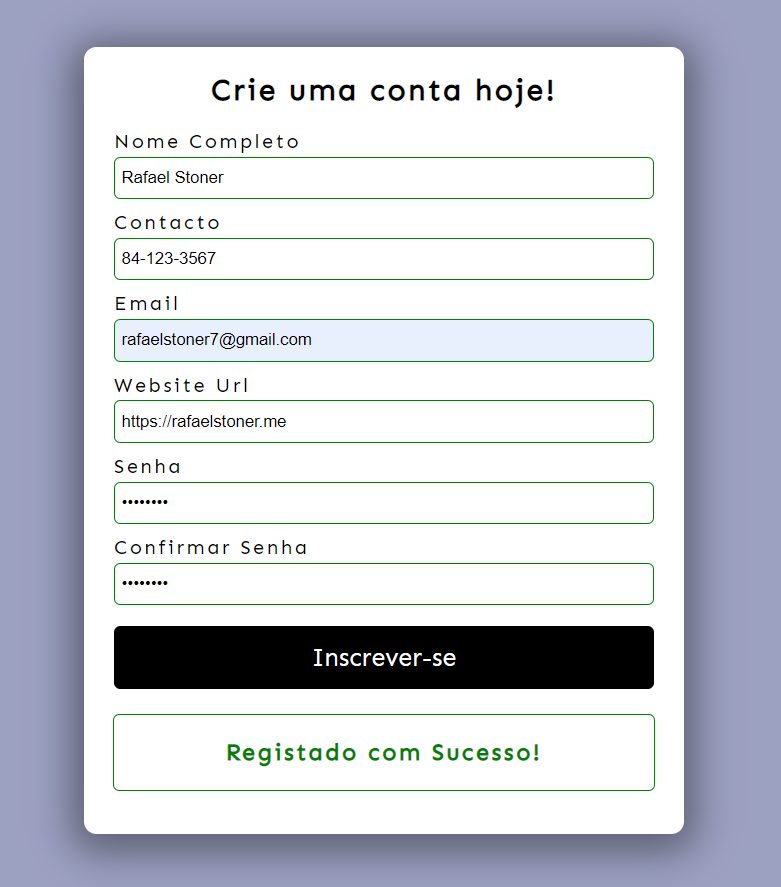 Crie uma conta hoje!
Nome Completo
Rafael Stoner
Contacto
84-123-3567
Email
rafaelstoner7@gmail.com
Website Url
https://rafaelstoner.me
Senha
••••••••
Confirmar Senha
••••••••
Inscrever-se
Registado com Sucesso!